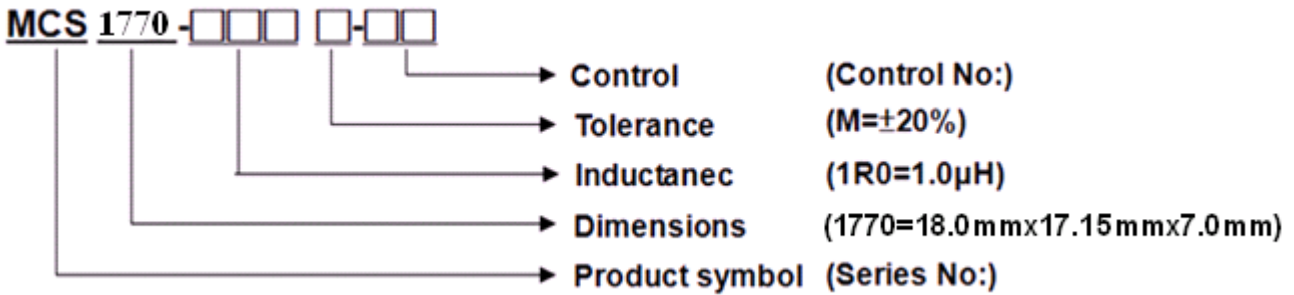 MCS 1770 -□□□ □-□□
Control (Control No:)
Tolerance (M=±20%)
Inductanec (1R0=1.0μH)
Dimensions (1770=18.0mmx17.15mmx7.0mm)
Product symbol (Series No:)